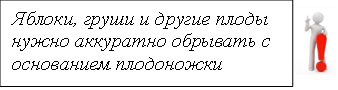 Яблоки, груши и другие плоды
нужно аккуратно обрывать с
основанием плодоножки